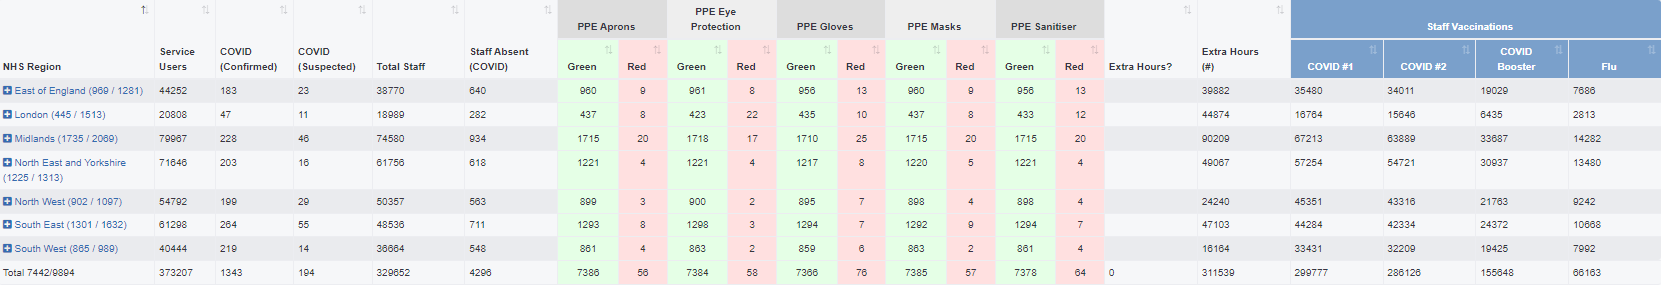 PPE Aprons PPE Eye Protection PPE Gloves PPE Masks PPE Sanitiser Staff Vaccinations
NHS Region Service Users COVID (Confirmed) COVID (Suspected) Total Staff Staff Absent (COVID) Green Red Green Red Green Red Green Red Green Red Extra Hours? Extra Hours (#) COVID #1 COVID #2 COVID Booster Flu
East of England (969 / 1281) 44252 183 23 38770 640 960 9 961 8 956 13 960 9 956 13 39882 35480 34011 19029 7686
London (445 / 1513) 20808 47 11 18989 282 437 8 423 22 435 10 437 8 433 12 44874 16764 15646 6435 2813
Midlands (1735 / 2069) 79967 228 46 74580 934 1715 20 1718 17 1710 25 1715 20 1715 20 90209 67213 63889 33687 14282
North East and Yorkshire 71646 203 16 61756 618 1221 4 1221 4 1217 8 1220 5 1221 4 49067 57254 54721 30937 13480
(1225 / 1313)
North West (902 / 1097) 54792 199 29 50357 563 899 3 900 2 895 7 898 4 898 4 24240 45351 43316 21763 9242
South East (1301 / 1632) 61298 264 55 48536 711 1293 8 1298 3 1294 7 1292 9 1294 7 47103 44284 42334 24372 10668
South West (865 / 989) 40444 219 14 36664 548 861 4 863 2 859 6 863 2 861 4 16164 33431 32209 19425 7992
Total 7442/9894 373207 1343 194 329652 4296 7386 56 7384 58 7366 76 7385 57 7378 64 0 311539 299777 286126 155648 66163